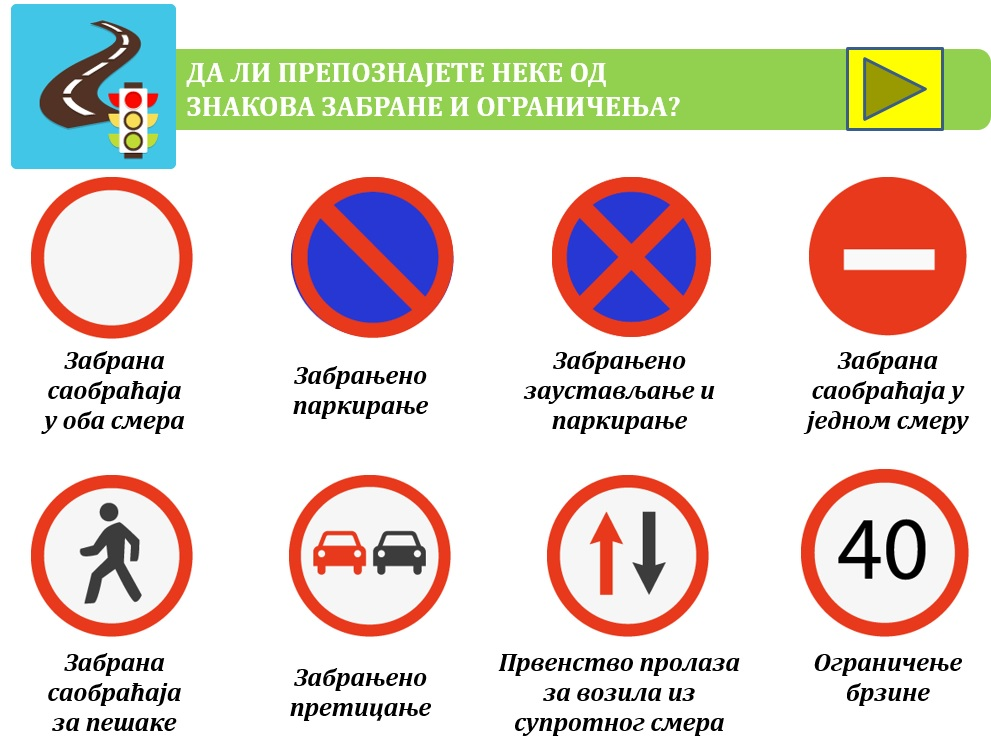 ДА ЛИ ПРЕПОЗНАЈЕТЕ НЕКЕ ОД
ЗНАКОВА ЗАБРАНЕ И ОГРАНИЧЕЊА?
Забрана
саобраћаја
у оба смера
Забрањено
паркирање
Забрањено
заустављање и
паркирање
Забрана
саобраћаја у
једном смеру
40
Забрана
саобраћаја
за пешаке
Забрањено
претицање
Првенство пролаза
за возила из
супротног смера
Ограничење
брзине